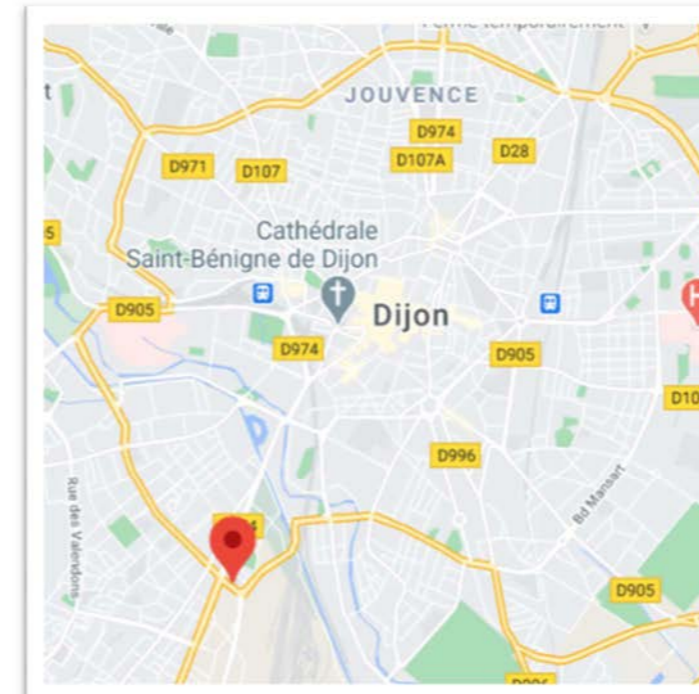 JOUVENCE
D974
D107A
D28
D971
D107
Cathédrale
Saint-Bénigne de Dijon
D905
Dijon
D974
D905
D996
Rue des Valendons
Bd Mansart
D905